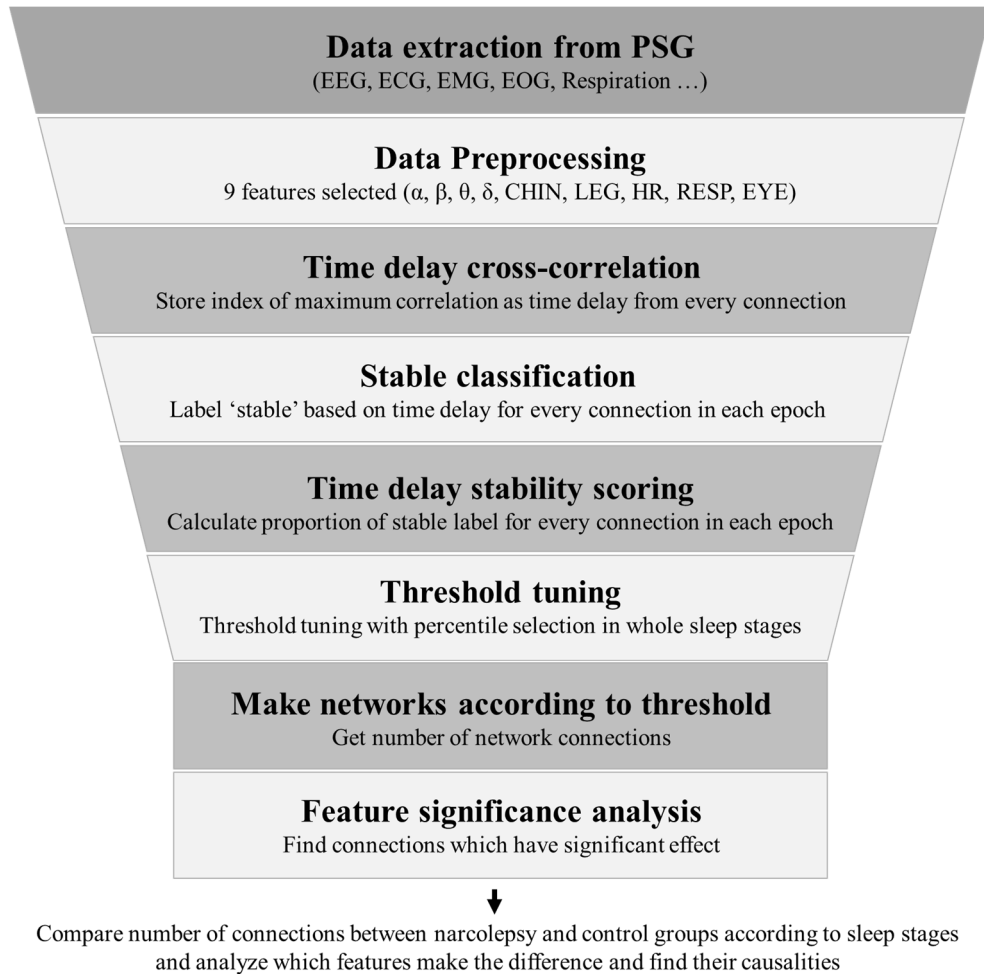 Data extraction from PSG
(EEG, ECG, EMG, EOG, Respiration …)
Data Preprocessing
9 features selected (α, β, θ, δ, CHIN, LEG, HR, RESP, EYE)
Time delay cross-correlation
Store index of maximum correlation as time delay from every connection
Stable classification
Label ‘stable’ based on time delay for every connection in each epoch
Time delay stability scoring
Calculate proportion of stable label for every connection in each epoch
Threshold tuning
Threshold tuning with percentile selection in whole sleep stages
Make networks according to threshold
Get number of network connections
Feature significance analysis
Find connections which have significant effect
Compare number of connections between narcolepsy and control groups according to sleep stages
and analyze which features make the difference and find their causalities